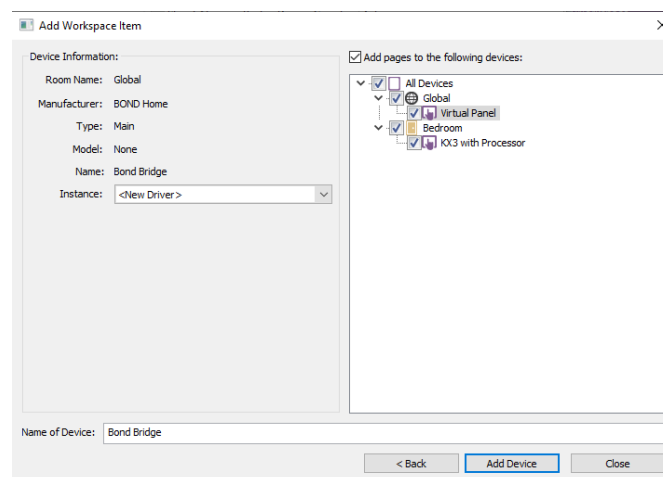 Add Workspace Item
Device Information:
Room Name: Global
Manufacturer: BOND Home
Type: Main
Model: None
Name: Bond Bridge
Instance: <New Driver>
Add pages to the following devices:
All Devices
Global
Virtual Panel
Bedroom
KX3 with Processor
Name of Device: Bond Bridge
< Back Add Device Close